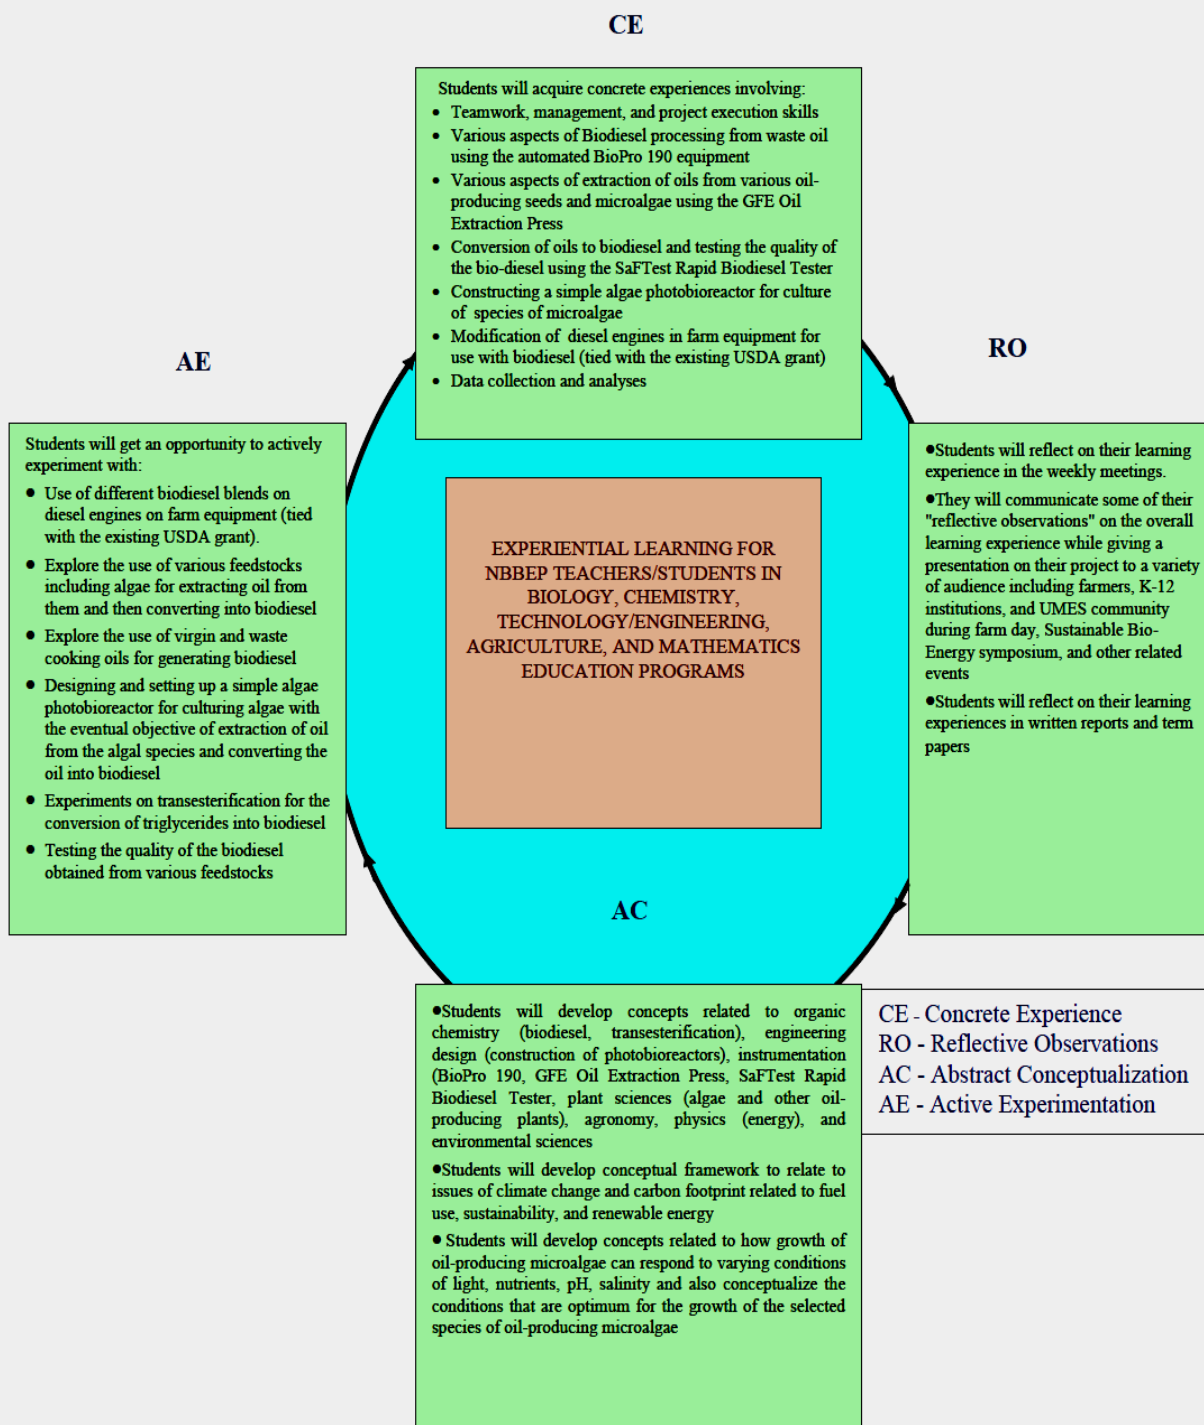 CE
Students will acquire concrete experiences involving:
• Teamwork, management, and project execution skills
• Various aspects of Biodiesel processing from waste oil
using the automated BioPro 190 equipment
• Various aspects of extraction of oils from various oil-
producing seeds and microalgae using the GFE Oil
Extraction Press
• Conversion of oils to biodiesel and testing the quality of
the bio-diesel using the SaFTest Rapid Biodiesel Tester
• Constructing a simple algae photobioreactor for culture
of species of microalgae
• Modification of diesel engines in farm equipment for
use with biodiesel (tied with the existing USDA grant)
• Data collection and analyses
RO
●Students will reflect on their learning
experience in the weekly meetings.
●They will communicate some of their
"reflective observations" on the overall
learning experience while giving a
presentation on their project to a variety
of audience including farmers, K-12
institutions, and UMES community
during farm day, Sustainable Bio-
Energy symposium, and other related
events
●Students will reflect on their learning
experiences in written reports and term
papers
AE
Students will get an opportunity to actively
experiment with:
● Use of different biodiesel blends on
diesel engines on farm equipment (tied
with the existing USDA grant).
● Explore the use of various feedstocks
including algae for extracting oil from
them and then converting into biodiesel
● Explore the use of virgin and waste
cooking oils for generating biodiesel
● Designing and setting up a simple algae
photobioreactor for culturing algae with
the eventual objective of extraction of oil
from the algal species and converting the
oil into biodiesel
● Experiments on transesterification for the
conversion of triglycerides into biodiesel
● Testing the quality of the biodiesel
obtained from various feedstocks
EXPERIENTIAL LEARNING FOR
NBBEP TEACHERS/STUDENTS IN
BIOLOGY, CHEMISTRY,
TECHNOLOGY/ENGINEERING,
AGRICULTURE, AND MATHEMATICS
EDUCATION PROGRAMS
AC
●Students will develop concepts related to organic
chemistry (biodiesel, transesterification), engineering
design (construction of photobioreactors), instrumentation
(BioPro 190, GFE Oil Extraction Press, SaFTest Rapid
Biodiesel Tester, plant sciences (algae and other oil-
producing plants), agronomy, physics (energy), and
environmental sciences
●Students will develop conceptual framework to relate to
issues of climate change and carbon footprint related to fuel
use, sustainability, and renewable energy
● Students will develop concepts related to how growth of
oil-producing microalgae can respond to varying conditions
of light, nutrients, pH, salinity and also conceptualize the
conditions that are optimum for the growth of the selected
species of oil-producing microalgae
CE - Concrete Experience
RO - Reflective Observations
AC - Abstract Conceptualization
AE - Active Experimentation